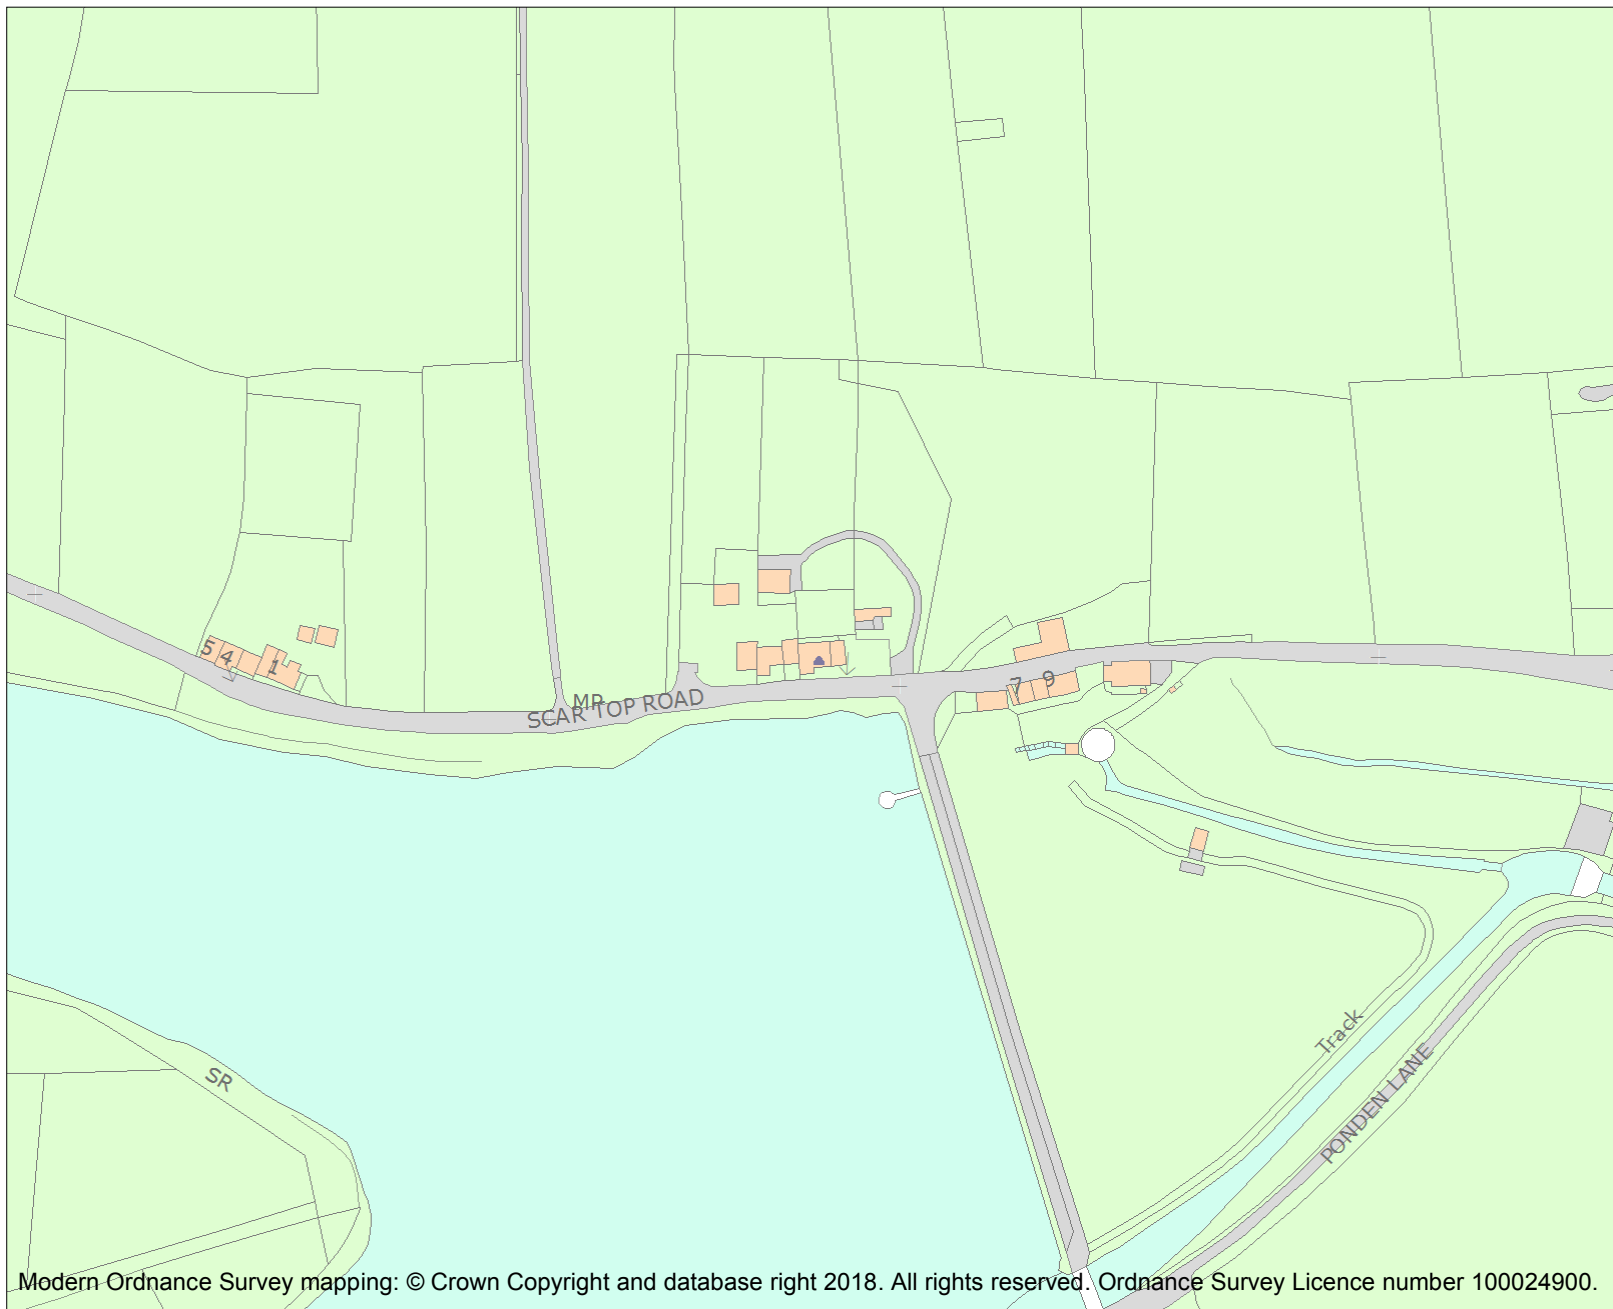 5
4
1
MP
SCAR TOP ROAD
7
9
Track
SR
PONDEN LANE
Modern Ordnance Survey mapping: © Crown Copyright and database right 2018. All rights reserved. Ordnance Survey Licence number 100024900.